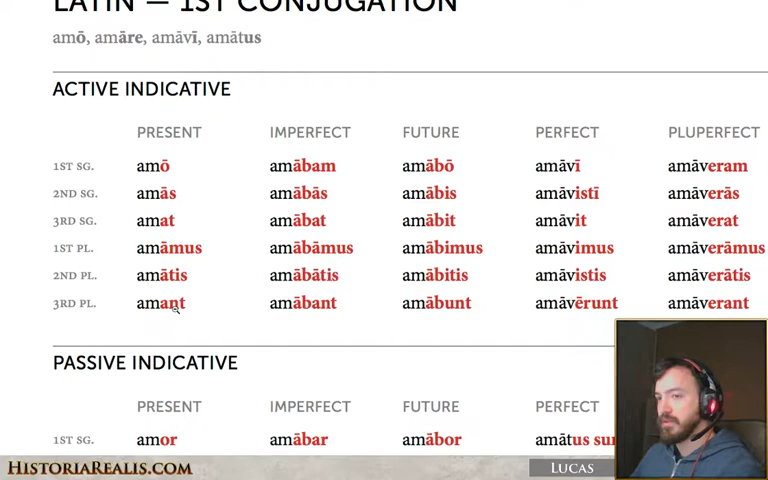 LATIN — 1ST CONJUGATION
amō, amāre, amāvī, amātus
ACTIVE INDICATIVE
PRESENT IMPERFECT FUTURE PERFECT PLUPERFECT
1ST SG. amō amābam amābō amāvī amāveram
2ND SG. amās amābās amābis amāvistī amāverās
3RD SG. amat amābat amābit amāvit amāverat
1ST PL. amāmus amābāmus amābimus amāvimus amāverāmus
2ND PL. amātis amābātis amābitis amāvistis amāverātis
3RD PL. amant amābant amābunt amāvērunt amāverant
PASSIVE INDICATIVE
PRESENT IMPERFECT FUTURE PERFECT
1ST SG. amor amābar amābor amātus sum
HISTORIAREALIS.COM LUCAS